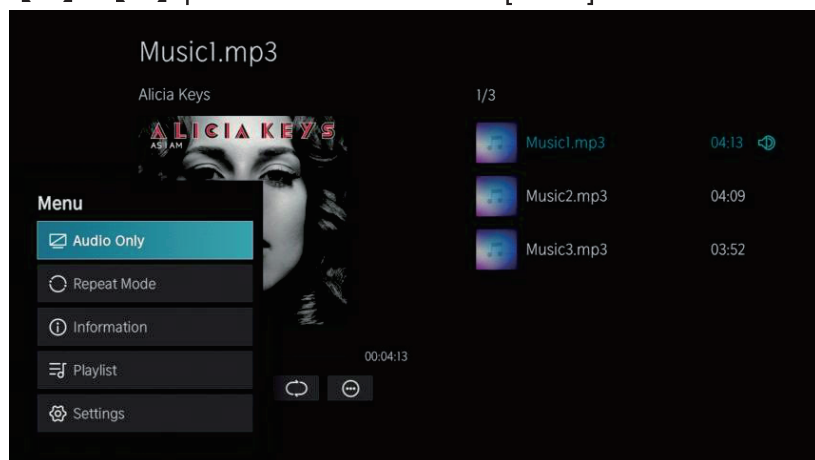 Music1.mp3
Alicia Keys
ALICIA KEYS
AS I AM
1/3
Music1.mp3 04:13
Music2.mp3 04:09
Music3.mp3 03:52
Menu
Audio Only
Repeat Mode
Information
Playlist
Settings
00:04:13